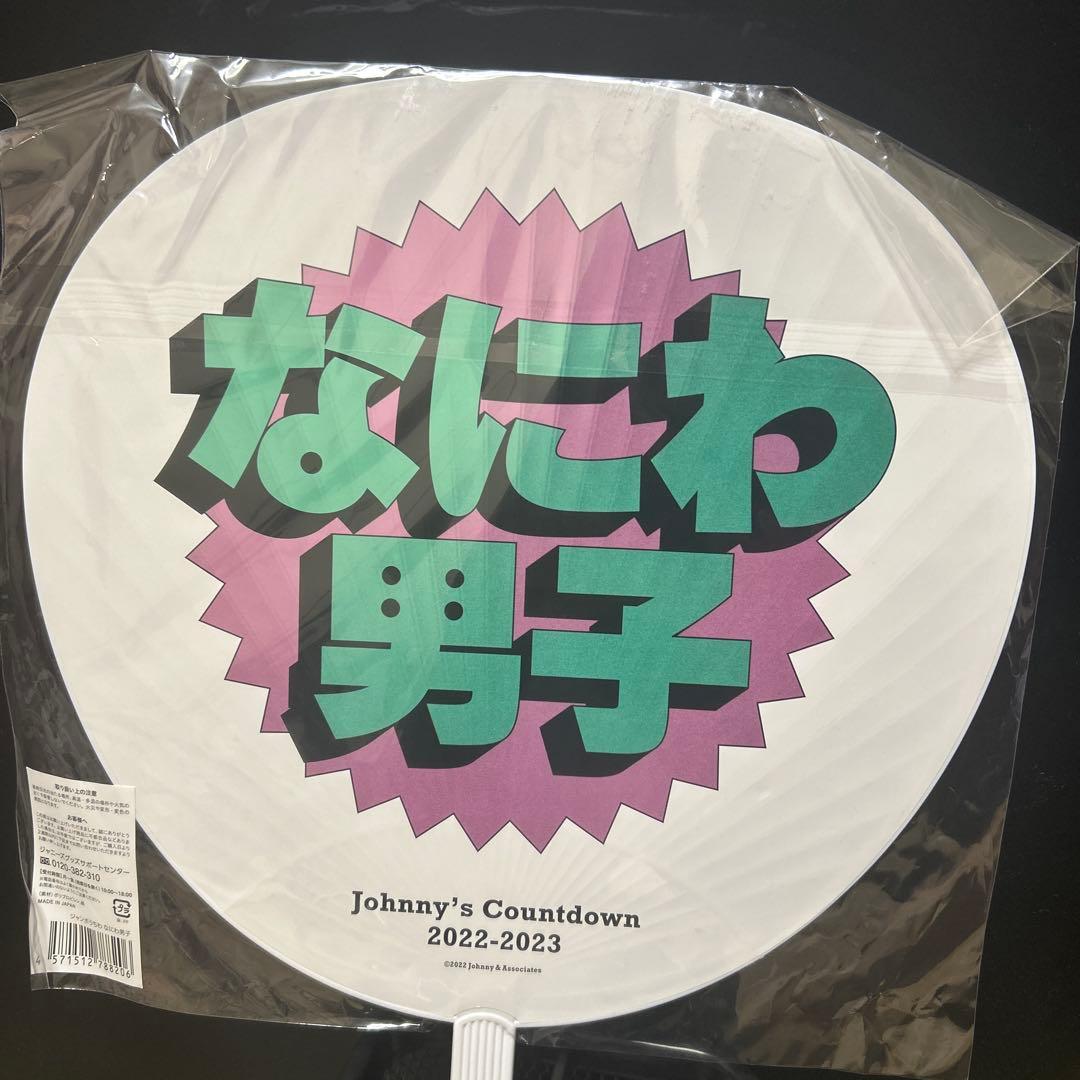 なにわ
男子
Johnny's Countdown
2022-2023
©2022 Johnny & Associates
取り扱い上の注意
お客様へ
ジャニーズグッズサポートセンター
0120-382-310
MADE IN JAPAN
ジャンボうちわ なにわ男子
4 571512 788206